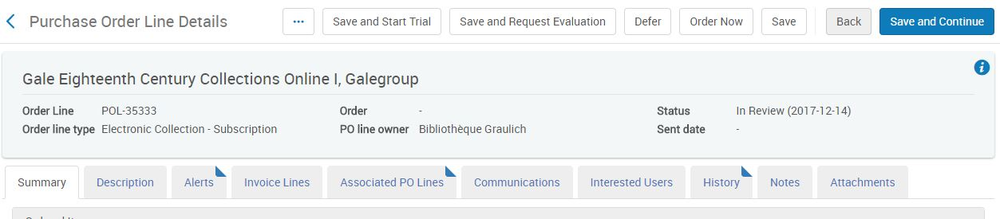 Purchase Order Line Details
... Save and Start Trial Save and Request Evaluation Defer Order Now Save Back Save and Continue
Gale Eighteenth Century Collections Online I, Galegroup
Order Line POL-35333 Order - Status In Review (2017-12-14)
Order line type Electronic Collection - Subscription PO line owner Bibliothèque Graulich Sent date -
Summary Description Alerts Invoice Lines Associated PO Lines Communications Interested Users History Notes Attachments